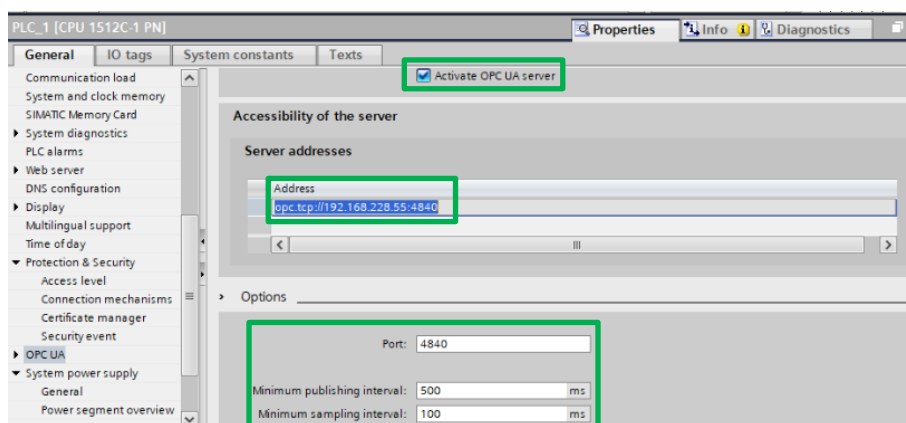 PLC_1 [CPU 1512C-1 PN]
Properties
Info
Diagnostics
General
IO tags
System constants
Texts
Communication load
System and clock memory
SIMATIC Memory Card
System diagnostics
PLC alarms
Web server
DNS configuration
Display
Multilingual support
Time of day
Protection & Security
Access level
Connection mechanisms
Certificate manager
Security event
OPC UA
System power supply
General
Power segment overview
Activate OPC UA server
Accessibility of the server
Server addresses
Address
opc.tcp://192.168.228.55:4840
Options
Port: 4840
Minimum publishing interval: 500 ms
Minimum sampling interval: 100 ms